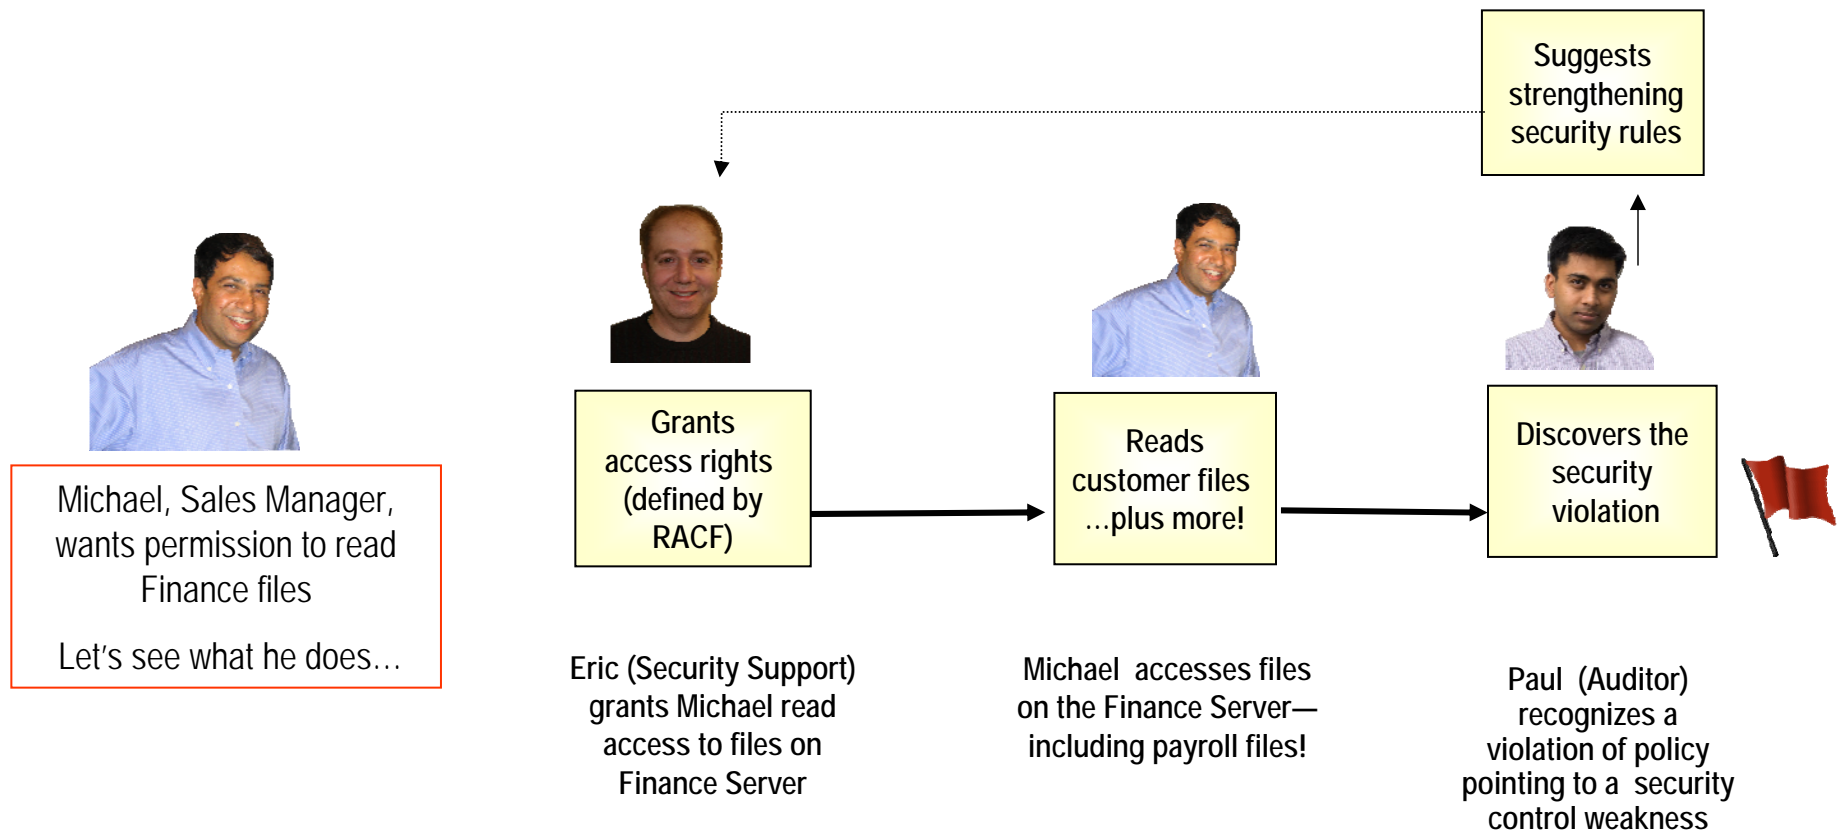 Suggests
strengthening
security rules
Michael, Sales Manager,
wants permission to read
Finance files
Let's see what he does…
Grants
access rights
(defined by
RACF)
Eric (Security Support)
grants Michael read
access to files on
Finance Server
Reads
customer files
…plus more!
Michael  accesses files
on the Finance Server—
including payroll files!
Discovers the
security
violation
Paul  (Auditor)
recognizes a
violation of policy
pointing to a  security
control weakness